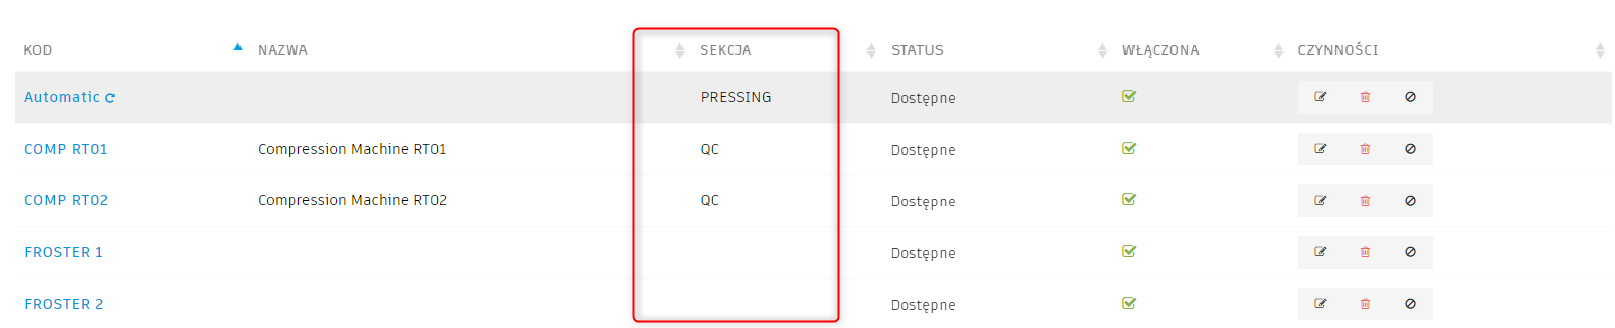 KOD NAZWA SEKCJA STATUS WŁĄCZONA CZYNNOŚCI
Automatic PRESSING Dostępne
COMP RT01 Compression Machine RT01 QC Dostępne
COMP RT02 Compression Machine RT02 QC Dostępne
FROSTER 1 Dostępne
FROSTER 2 Dostępne